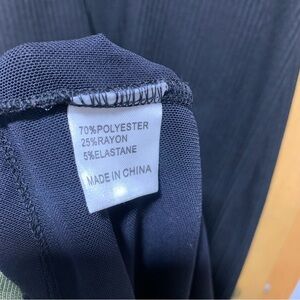 70%POLYESTER
25%RAYON
5%ELASTANE
MADE IN CHINA